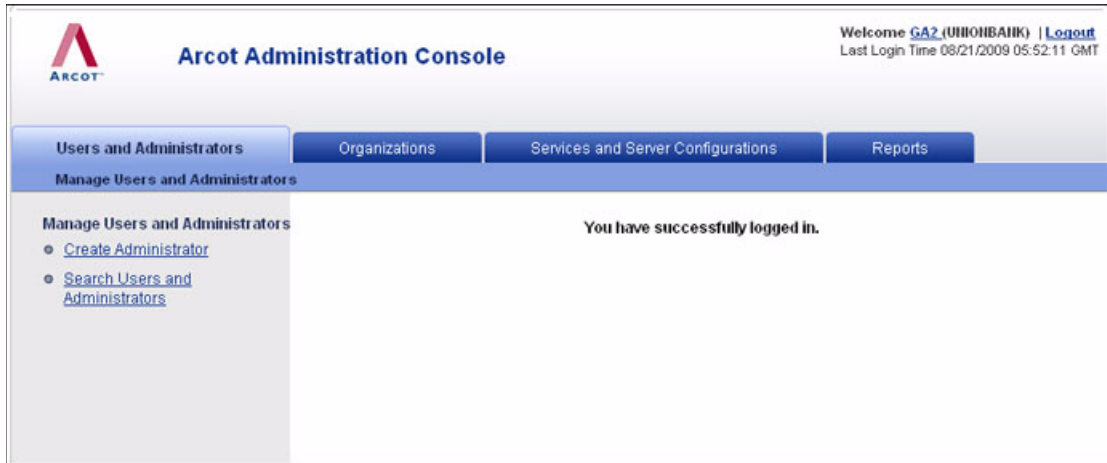 ARCOT
Arcot Administration Console
Welcome GA2 (UNIONBANK) | Logout
Last Login Time 08/21/2009 05:52:11 GMT
Users and Administrators
Organizations
Services and Server Configurations
Reports
Manage Users and Administrators
Manage Users and Administrators
Create Administrator
Search Users and
Administrators
You have successfully logged in.